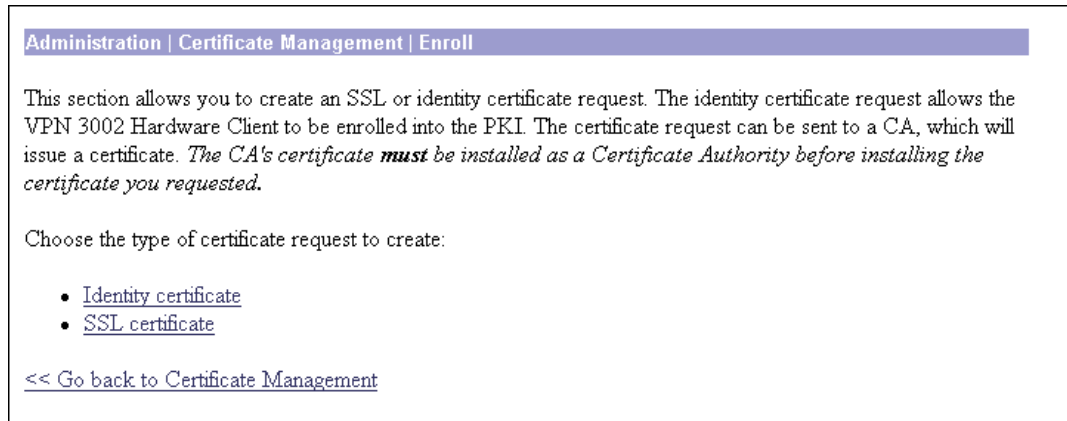 Administration | Certificate Management | Enroll
This section allows you to create an SSL or identity certificate request. The identity certificate request allows the
VPN 3002 Hardware Client to be enrolled into the PKI. The certificate request can be sent to a CA, which will
issue a certificate. The CA's certificate must be installed as a Certificate Authority before installing the
certificate you requested.
Choose the type of certificate request to create:
• Identity certificate
• SSL certificate
<< Go back to Certificate Management